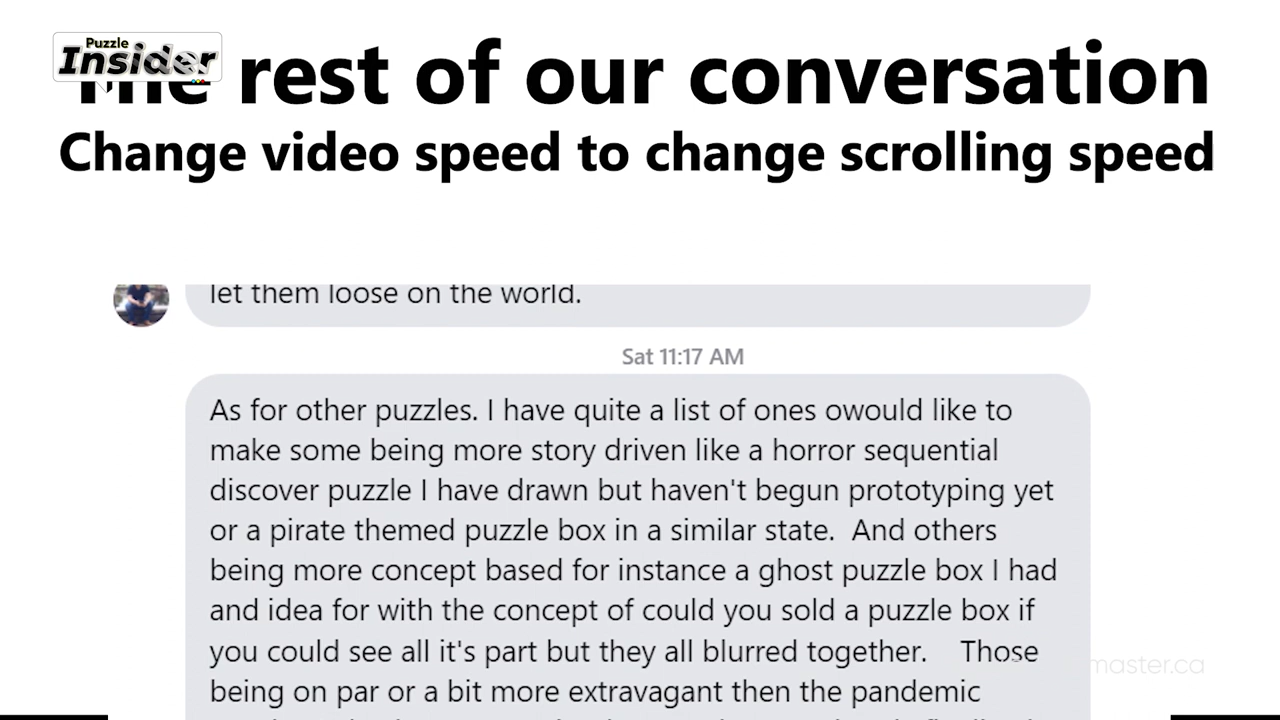 Puzzle
Insider
The rest of our conversation
Change video speed to change scrolling speed
let them loose on the world.
Sat 11:17 AM
As for other puzzles. I have quite a list of ones owould like to
make some being more story driven like a horror sequential
discover puzzle I have drawn but haven't begun prototyping yet
or a pirate themed puzzle box in a similar state.  And others
being more concept based for instance a ghost puzzle box I had
and idea for with the concept of could you sold a puzzle box if
you could see all it's part but they all blurred together.    Those
master.ca
being on par or a bit more extravagant then the pandemic